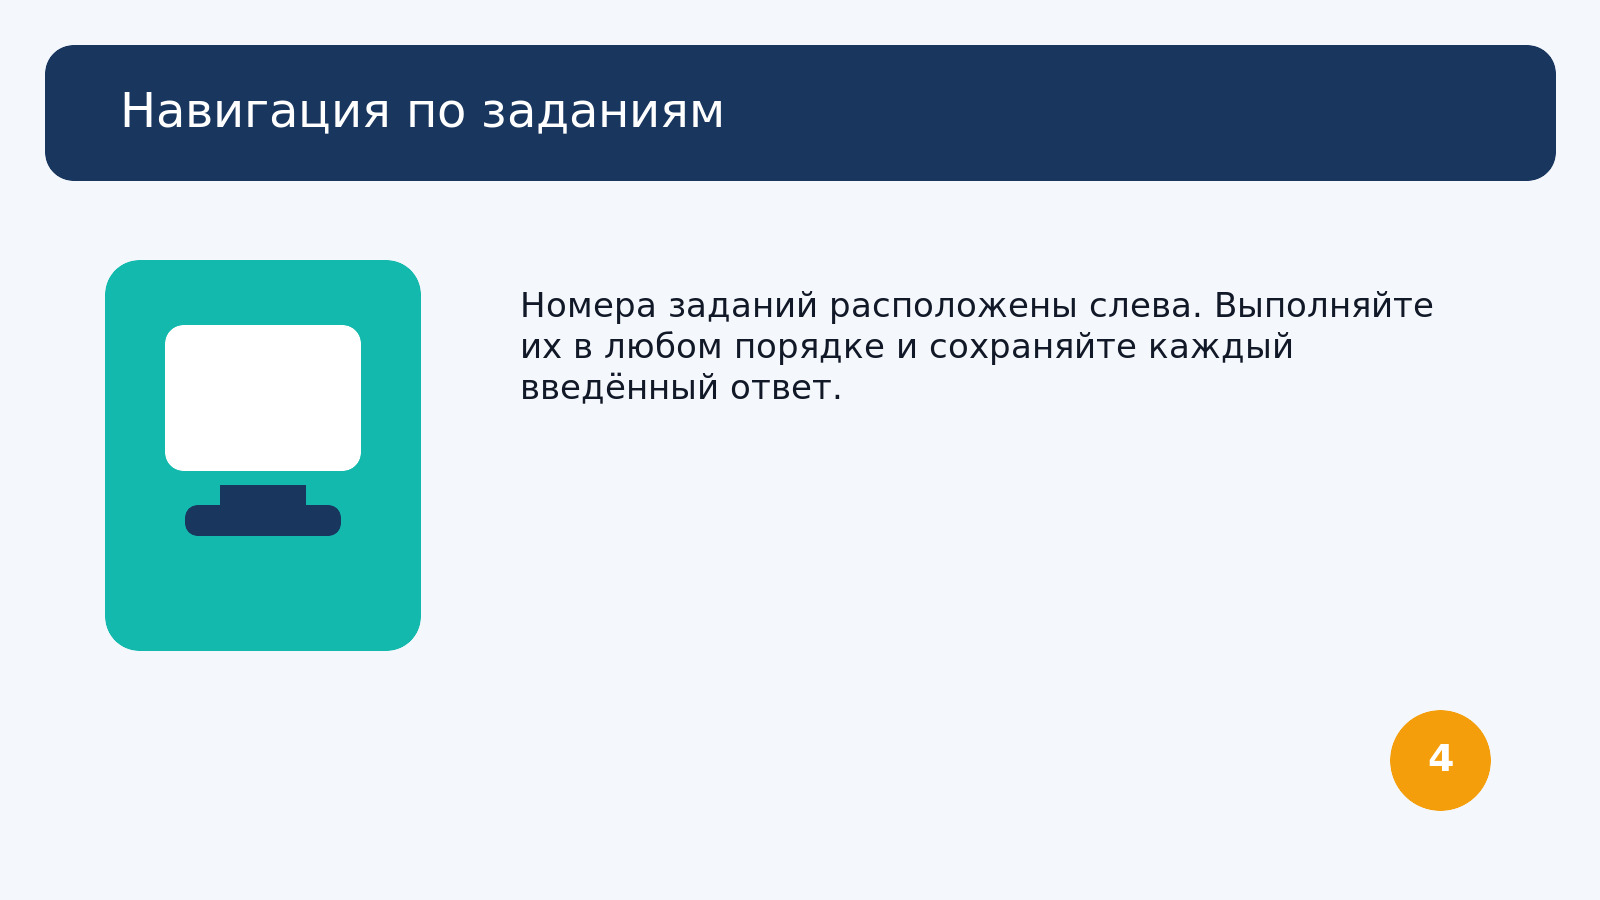 Навигация по заданиям
Номера заданий расположены слева. Выполняйте
их в любом порядке и сохраняйте каждый
введённый ответ.
4